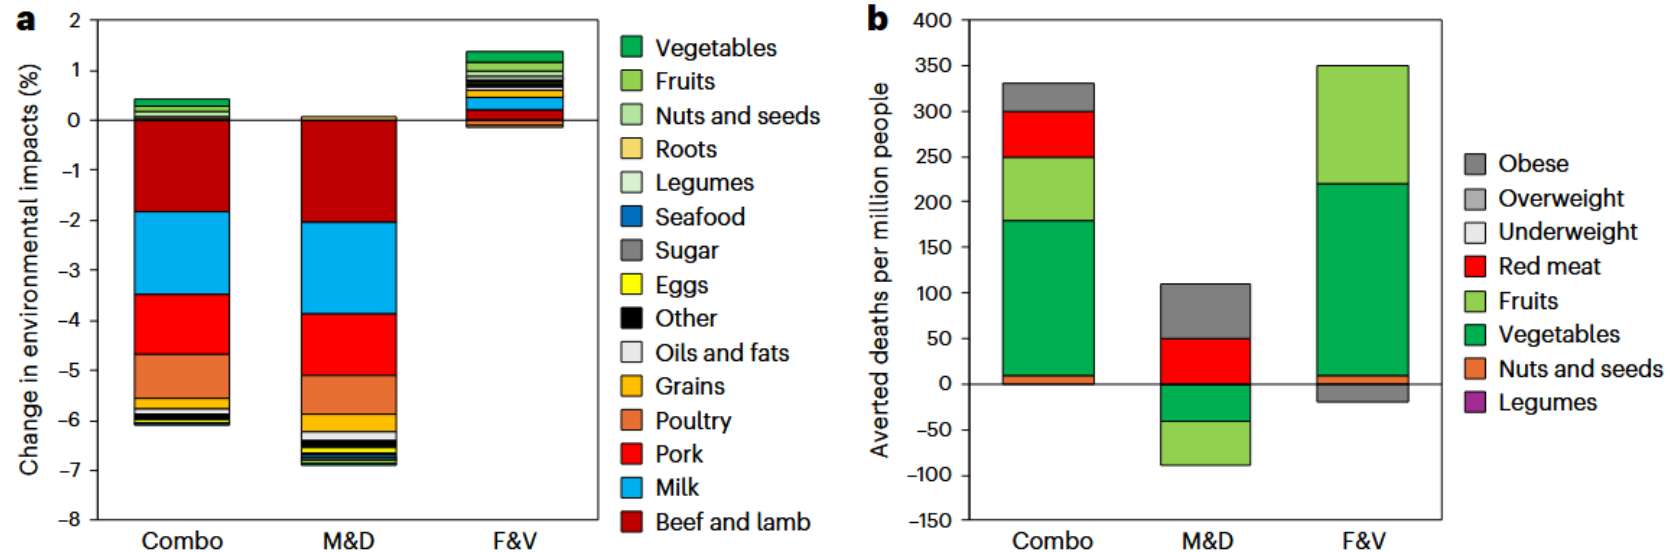 a
Change in environmental impacts (%)
2
1
0
–1
–2
–3
–4
–5
–6
–7
–8
Combo
M&D
F&V
Vegetables
Fruits
Nuts and seeds
Roots
Legumes
Seafood
Sugar
Eggs
Other
Oils and fats
Grains
Poultry
Pork
Milk
Beef and lamb
b
Averted deaths per million people
400
350
300
250
200
150
100
50
0
–50
–100
–150
Combo
M&D
F&V
Obese
Overweight
Underweight
Red meat
Fruits
Vegetables
Nuts and seeds
Legumes